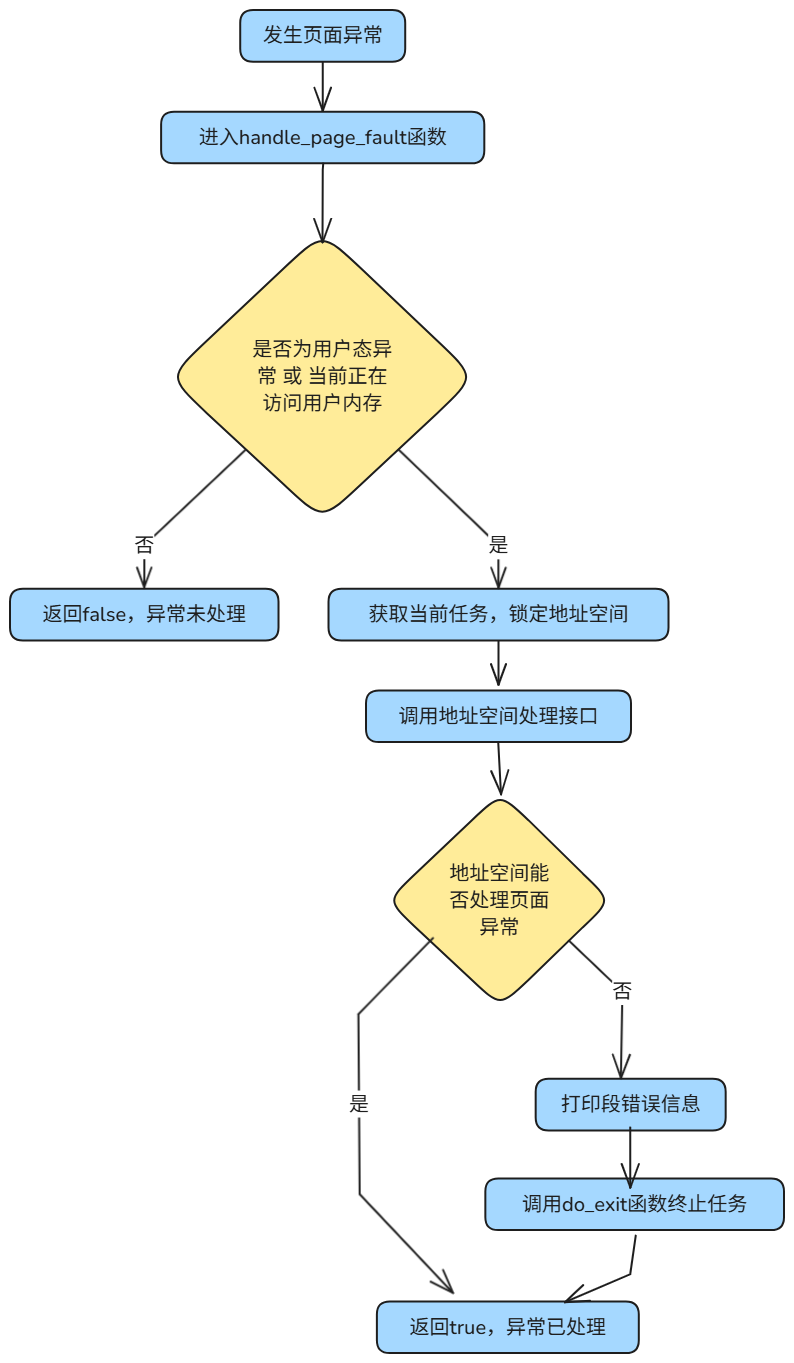 发生页面异常
进入handle_page_fault函数
是否为用户态异
常 或 当前正在
访问用户内存
否
是
返回false，异常未处理
获取当前任务，锁定地址空间
调用地址空间处理接口
地址空间能
否处理页面
异常
否
是
打印段错误信息
调用do_exit函数终止任务
返回true，异常已处理